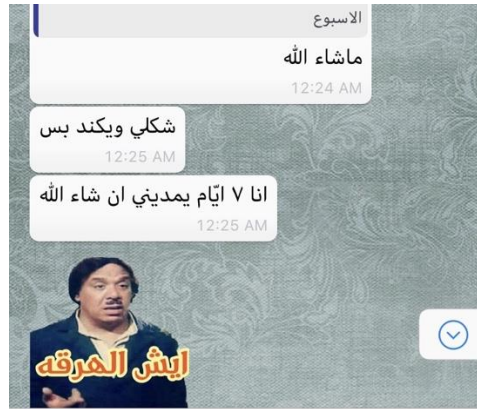 الاسبوع
ماشاء الله
12:24 AM
شكلي ويكند بس
12:25 AM
انا ٧ ايّام يمديني ان شاء الله
12:25 AM
ايش الهرقه